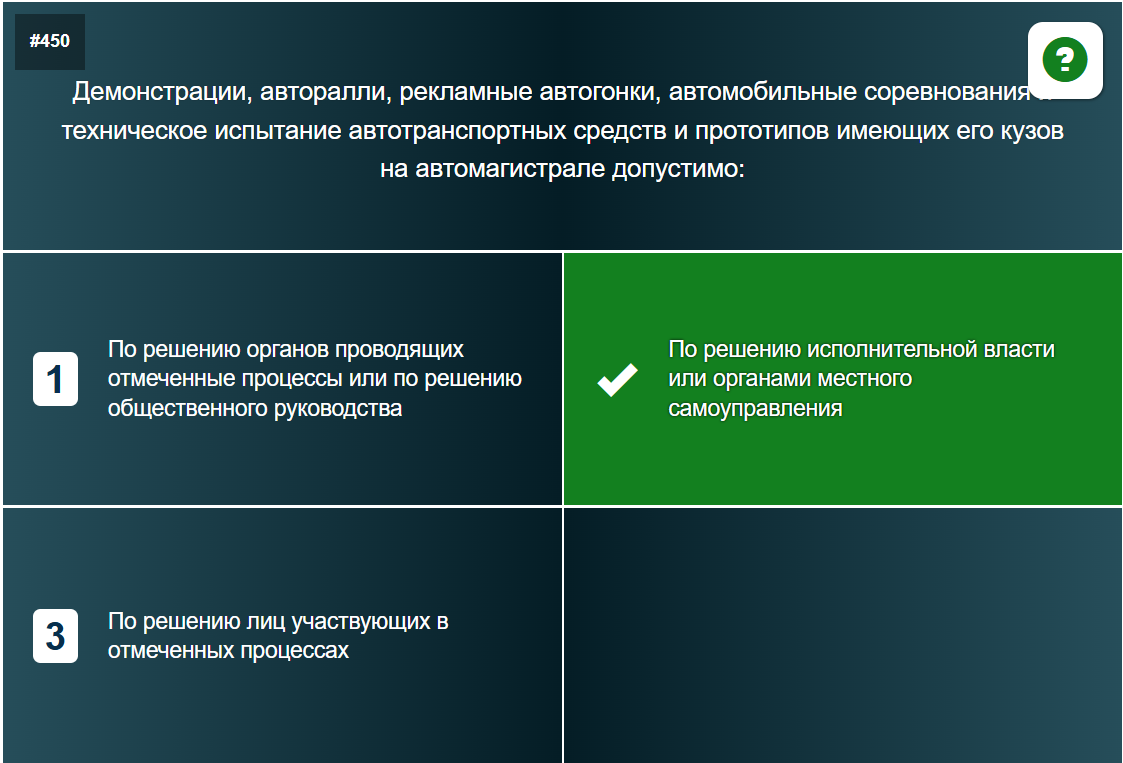 #450
?
Демонстрации, авторалли, рекламные автогонки, автомобильные соревнования
техническое испытание автотранспортных средств и прототипов имеющих его кузов
на автомагистрале допустимо:
1
По решению органов проводящих
отмеченные процессы или по решению
общественного руководства
По решению исполнительной власти
или органами местного
самоуправления
3
По решению лиц участвующих в
отмеченных процессах